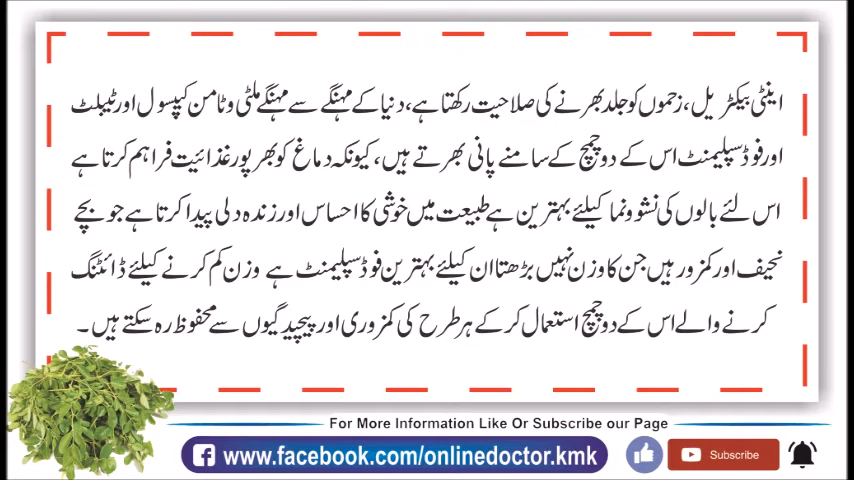 اینٹی بیکٹریل، زخموں کو جلد بھرنے کی صلاحیت رکھتا ہے، دنیا کے مہنگے سے مہنگے ملٹی وٹامن کیپسول اور ٹیبلٹ
اور فوڈ سپلیمنٹ اس کے دو چمچ کے سامنے پانی بھرتے ہیں، کیونکہ دماغ کو بھرپور غذائیت فراہم کرتا ہے
اس لئے بالوں کی نشوونما کیلئے بہترین ہے طبیعت میں خوشی کا احساس اور زندہ دلی پیدا کرتا ہے جو بچے
نحیف اور کمزور ہیں جن کا وزن نہیں بڑھتا ان کیلئے بہترین فوڈ سپلیمنٹ ہے وزن کم کرنے کیلئے ڈائٹنگ
کرنے والے اس کے دو چمچ استعمال کر کے ہر طرح کی کمزوری اور پیچیدگیوں سے محفوظ رہ سکتے ہیں۔
For More Information Like Or Subscribe our Page
www.facebook.com/onlinedoctor.kmk
Subscribe